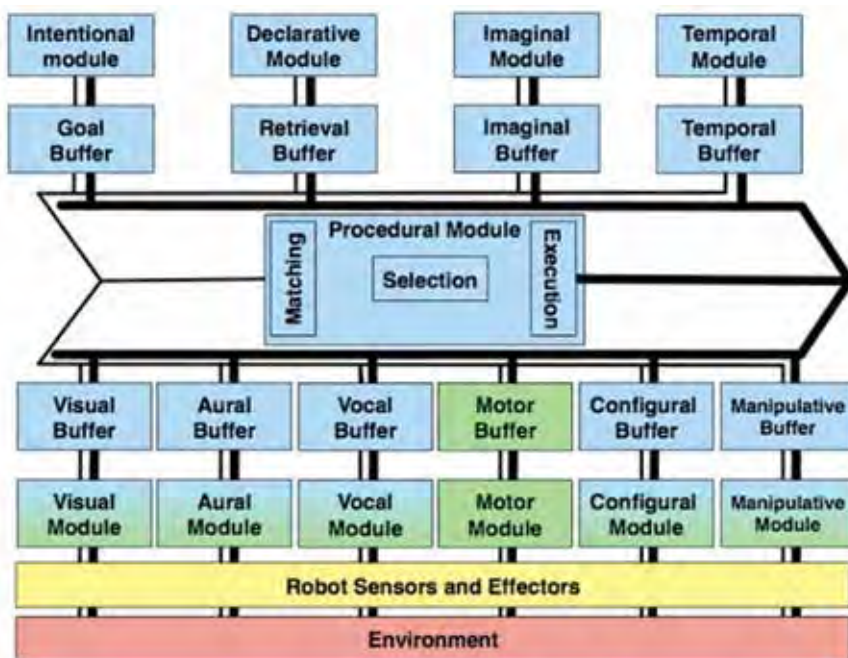 Intentional module
Declarative Module
Imaginal Module
Temporal Module
Goal Buffer
Retrieval Buffer
Imaginal Buffer
Temporal Buffer
Procedural Module
Matching
Selection
Execution
Visual Buffer
Aural Buffer
Vocal Buffer
Motor Buffer
Configural Buffer
Manipulative Buffer
Visual Module
Aural Module
Vocal Module
Motor Module
Configural Module
Manipulative Module
Robot Sensors and Effectors
Environment